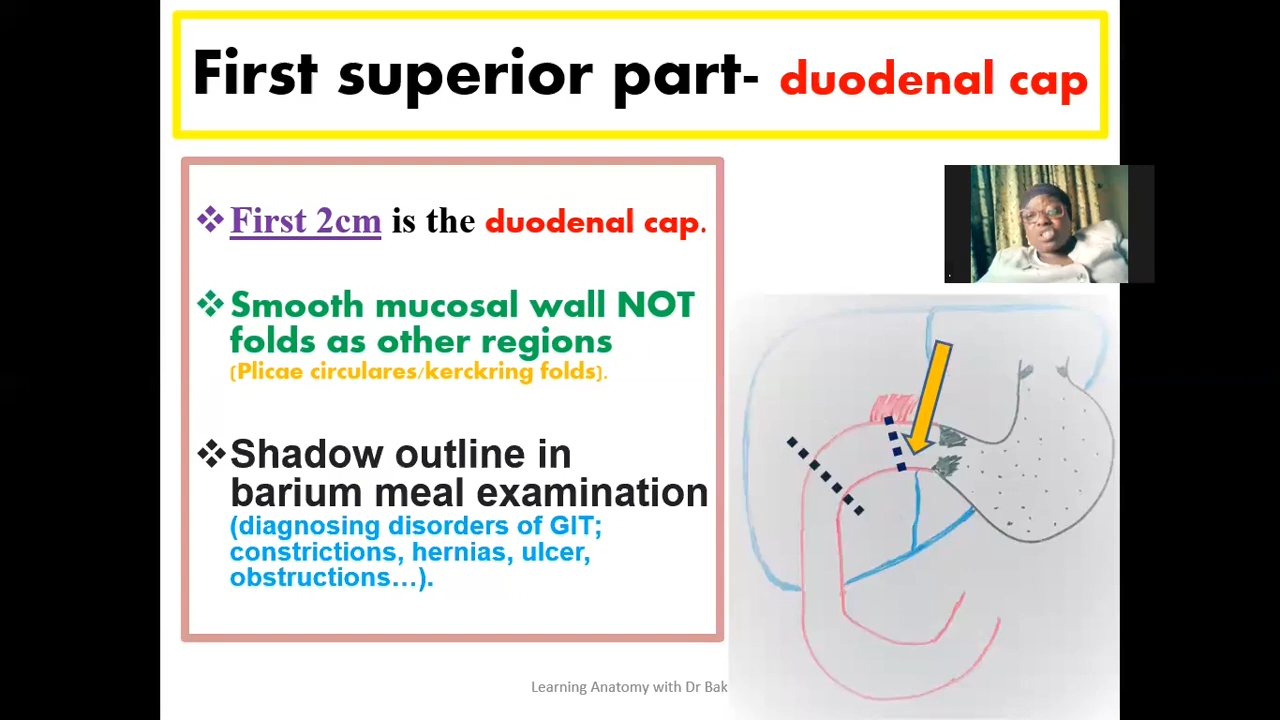 First superior part- duodenal cap
❖ First 2cm is the duodenal cap.
❖ Smooth mucosal wall NOT
folds as other regions
(Plicae circulares/kerckring folds).
❖ Shadow outline in
barium meal examination
(diagnosing disorders of GIT;
constrictions, hernias, ulcer,
obstructions...).
Learning Anatomy with Dr Bak